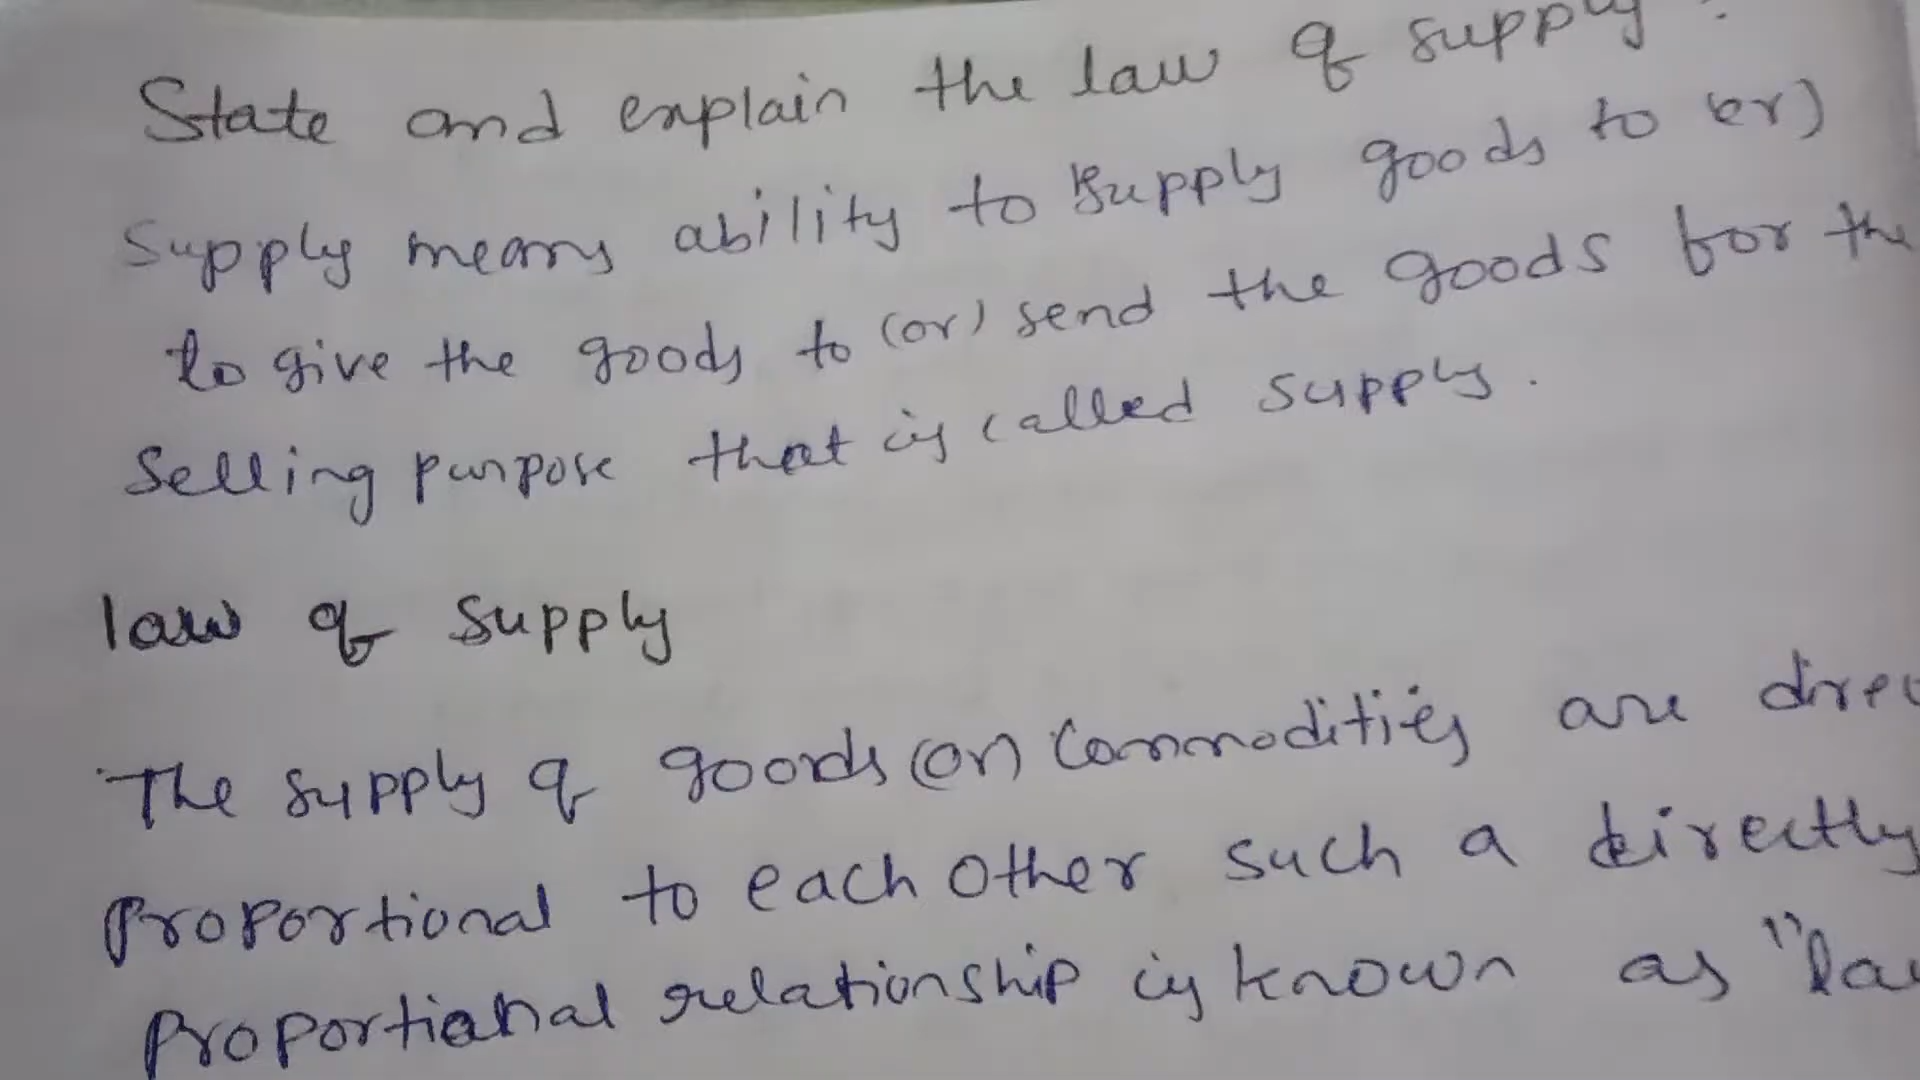 State and explain the law of supply?
Supply means ability to supply goods to (or)
to give the goods to (or) send the goods for the
selling purpose that is called supply.
law of supply
The supply of goods (or) Commodities are
proportional to each other such a directly
proportional relationship is known as "